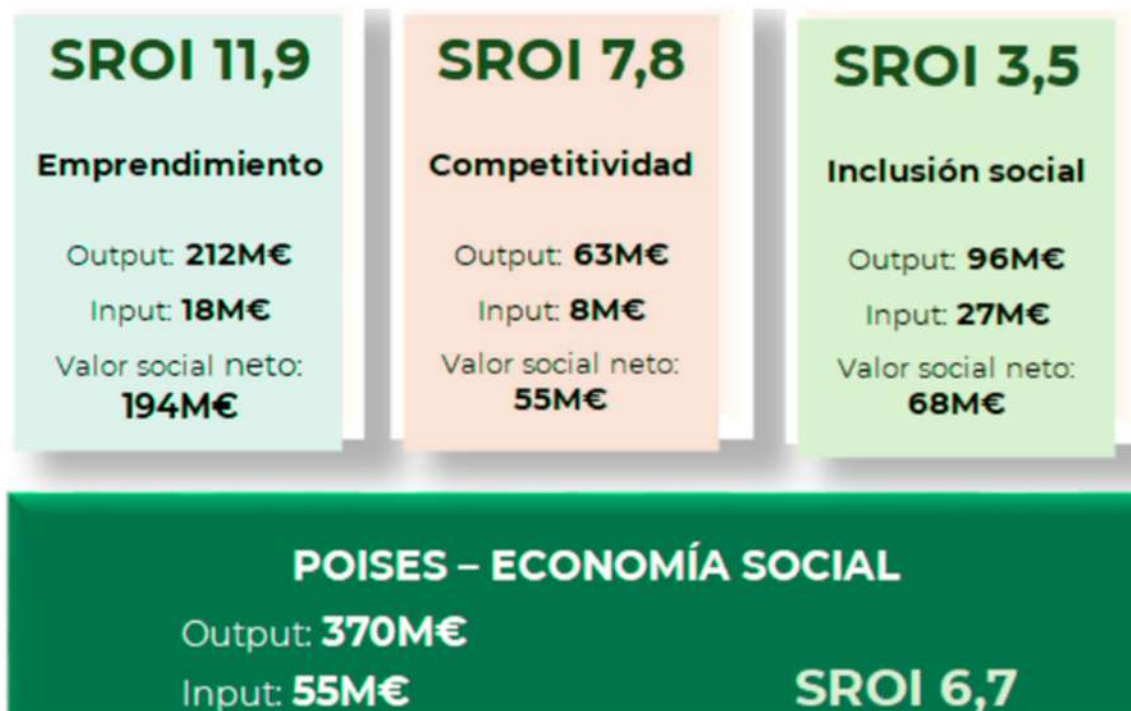 SROI 11,9
Emprendimiento
Output: 212M€
Input: 18M€
Valor social neto:
194M€
SROI 7,8
Competitividad
Output: 63M€
Input: 8M€
Valor social neto:
55M€
SROI 3,5
Inclusión social
Output: 96M€
Input: 27M€
Valor social neto:
68M€
POISES – ECONOMÍA SOCIAL
Output: 370M€
Input: 55M€
SROI 6,7